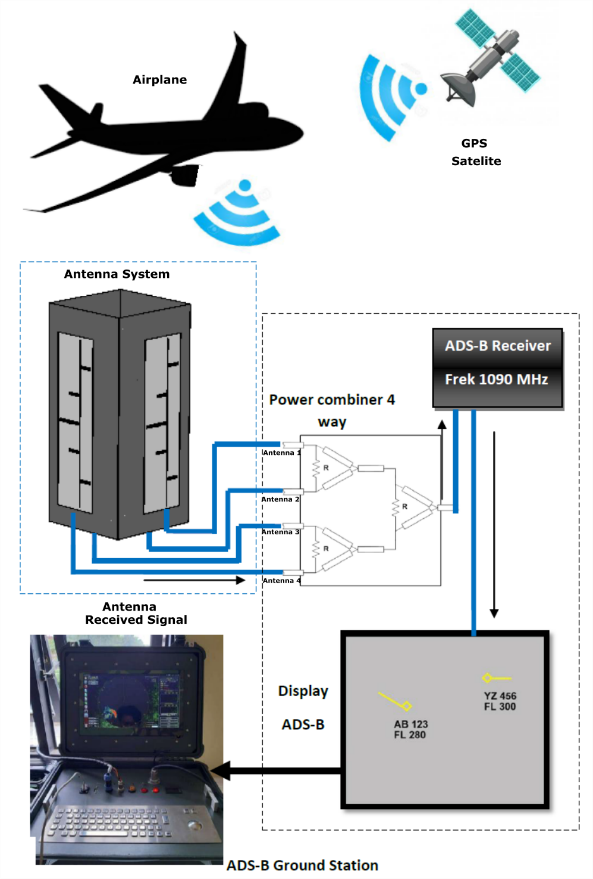 Airplane
GPS
Satelite
Antenna System
ADS-B Receiver
Frek 1090 MHz
Power combiner 4
way
Antenna 1
R
Antenna 2
R
Antenna 3
R
Antenna 4
Antenna
Received Signal
Display
ADS-B
YZ 456
FL 300
AB 123
FL 280
ADS-B Ground Station